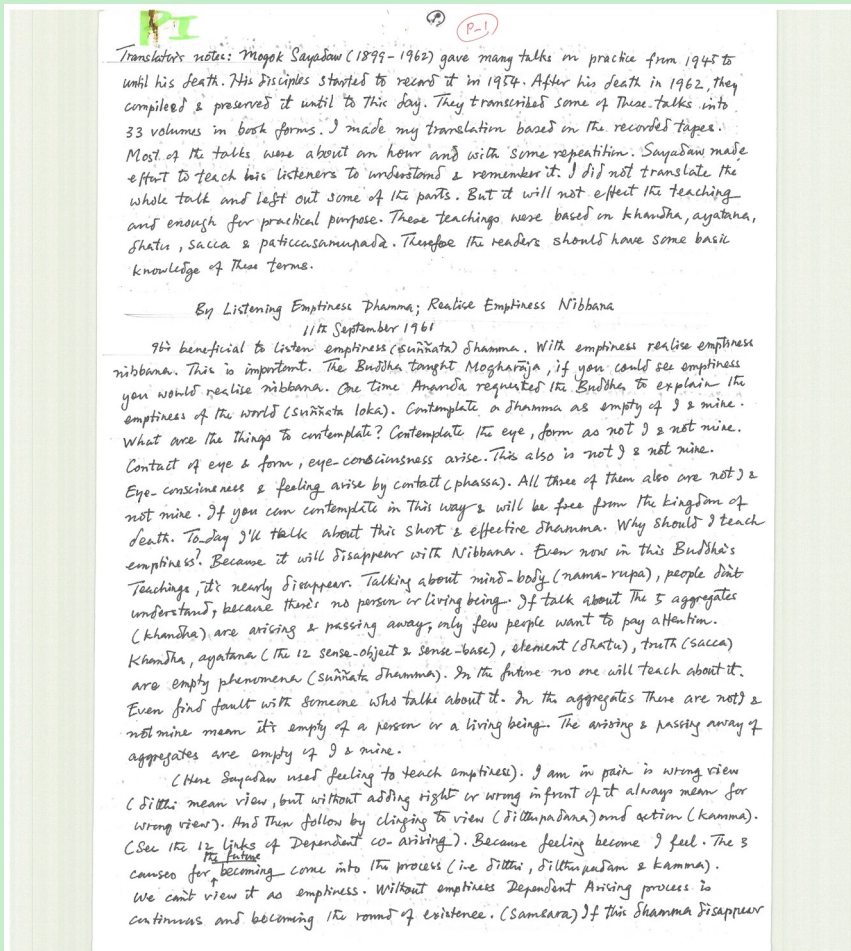 PI
P-1
Translator's notes: Mogok Sayadaw (1899-1962) gave many talks on practice from 1945 to
until his death. His disciples started to record it in 1954. After his death in 1962, they
compileed & preserved it until to this day. They transcribed some of these talks into
33 volumes in book forms. I made my translation based on the recorded tapes.
Most of the talks were about an hour and with some repeatition. Sayadaw made
effort to teach his listeners to understand & remember it. I did not translate the
whole talk and left out some of the parts. But it will not effect the teaching
and enough for practical purpose. These teachings were based on khandha, ayatana,
dhatu, sacca & paticcasamupada. Therefoe the readers should have some basic
knowledge of these terms.
By Listening Emptiness Dhamma; Realise Emptiness Nibbana
11th September 1961
It's beneficial to listen emptiness (suññata) dhamma. With emptiness realise emptiness
nibbana. This is important. The Buddha taught Mogharāja, if you could see emptiness
you would realise nibbana. One time Ananda requested the Buddha to explain the
emptiness of the world (suññata loka). Contemplate a dhamma as empty of I & mine.
What are the things to contemplate? Contemplate the eye, form as not I & not mine.
Contact of eye & form, eye-consciousness arise. This also is not I & not mine.
Eye-consciousness & feeling arise by contact (phassa). All three of them also are not I &
not mine. If you can contemplate in this way & will be free from the kingdom of
death. To-day I'll talk about this short & effective dhamma. Why should I teach
emptiness? Because it will disappear with Nibbana. Even now in this Buddha's
Teachings, it's nearly disappear. Talking about mind-body (nama-rupa), people don't
understand, because there's no person or living being. If talk about the 5 aggregates
(khandha) are arising & passing away, only few people want to pay attention.
Khandha, ayatana (the 12 sense-object & sense-base), element (dhatu), truth (sacca)
are empty phenomena (suññata dhamma). In the future no one will teach about it.
Even find fault with someone who talks about it. In the aggregates there are not I &
not mine mean it's empty of a person or a living being. The arising & passing away of
aggregates are empty of I & mine.
(Here Sayadaw used feeling to teach emptiness). I am in pain is wrong view
(ditthi mean view, but without adding right or wrong in front of it always mean for
wrong view). And then follow by clinging to view (ditthupadana) and action (kamma).
(See the 12 links of Dependent co-arising). Because feeling become I feel. The 3
causes for the future becoming come into the process (i.e ditthi, ditthupadam & kamma).
We can't view it as emptiness. Without emptiness Dependent Arising process is
continuas and becoming the round of existence. (Samsara) If this dhamma disappear